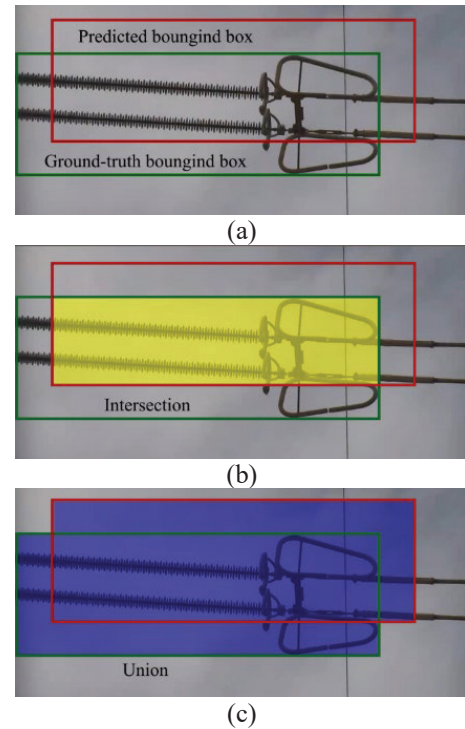 Predicted boungind box
Ground-truth boungind box
(a)
Intersection
(b)
Union
(c)